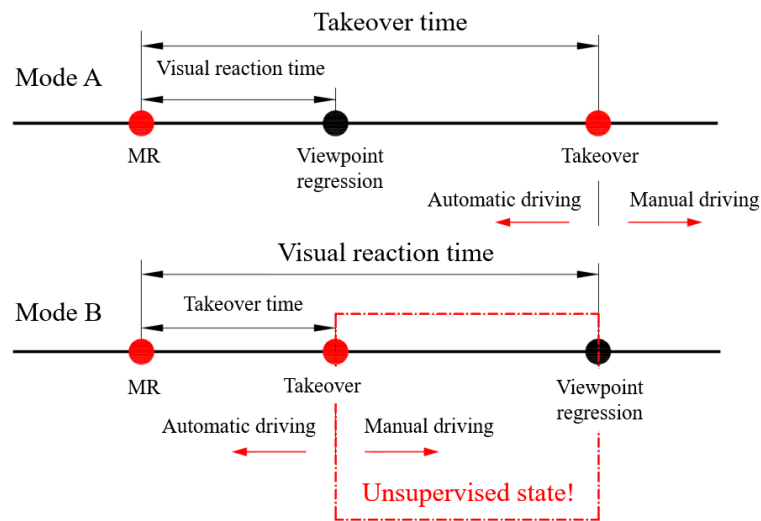 Takeover time
Visual reaction time
Mode A
MR
Viewpoint
regression
Takeover
Automatic driving
Manual driving
Visual reaction time
Takeover time
Mode B
MR
Takeover
Viewpoint
regression
Automatic driving
Manual driving
Unsupervised state!